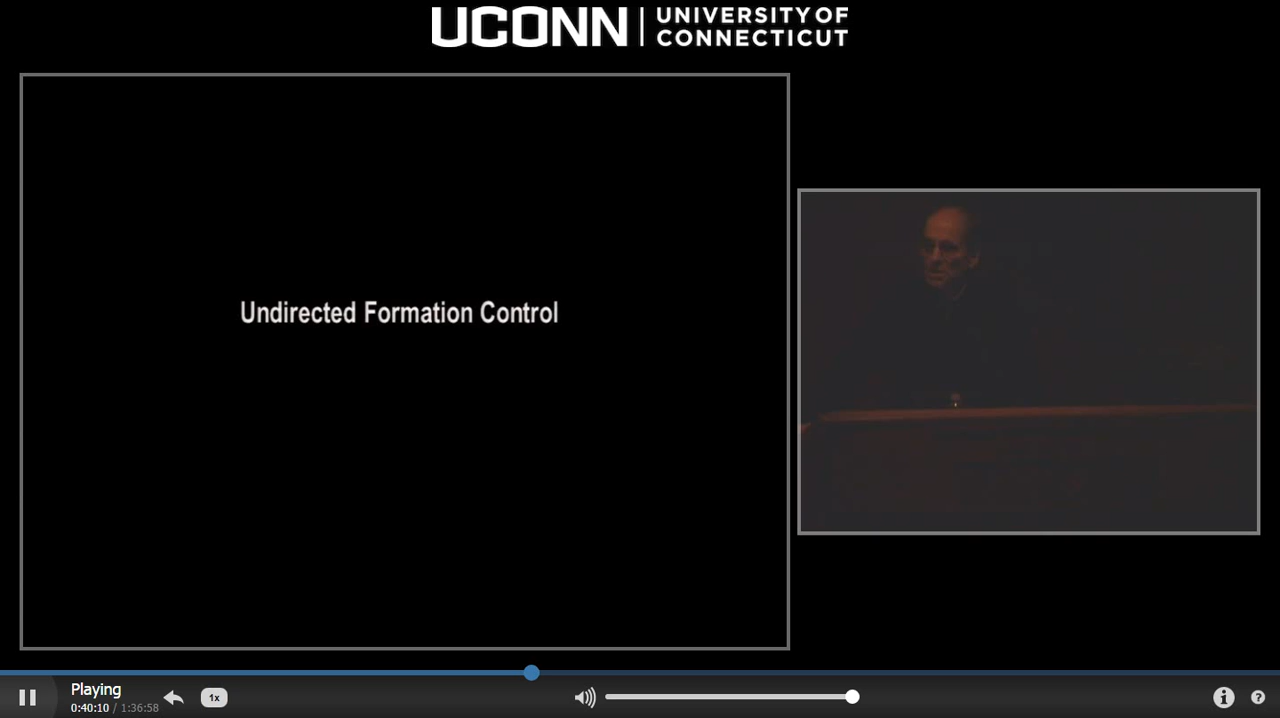 UCONN
UNIVERSITY OF
CONNECTICUT
Undirected Formation Control
Playing
0:40:10 / 1:36:58
1x